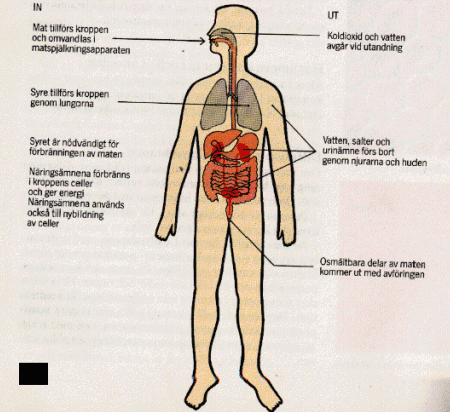 IN
Mat tillförs kroppen
och omvandlas i
matspjälkningsapparaten
Syre tillförs kroppen
genom lungorna
Syret är nödvändigt för
förbränningen av maten
Näringsämnena förbränns
i kroppens celler
och ger energi
Näringsämnena används
också till nybildning
av celler
UT
Koldioxid och vatten
avgår vid utandning
Vatten, salter och
urinämne förs bort
genom njurarna och huden
Osmältbara delar av maten
kommer ut med avföringen